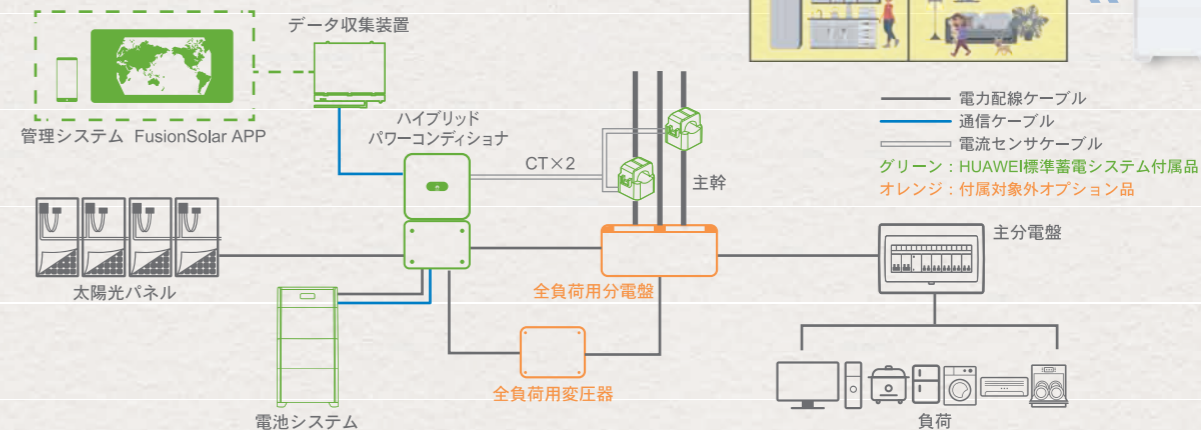 データ収集装置
管理システム FusionSolar APP
ハイブリッド
パワーコンディショナ
CT×2
主幹
電力配線ケーブル
通信ケーブル
電流センサケーブル
グリーン：HUAWEI標準蓄電システム付属品
オレンジ：付属対象外オプション品
太陽光パネル
全負荷用分電盤
主分電盤
全負荷用変圧器
電池システム
負荷